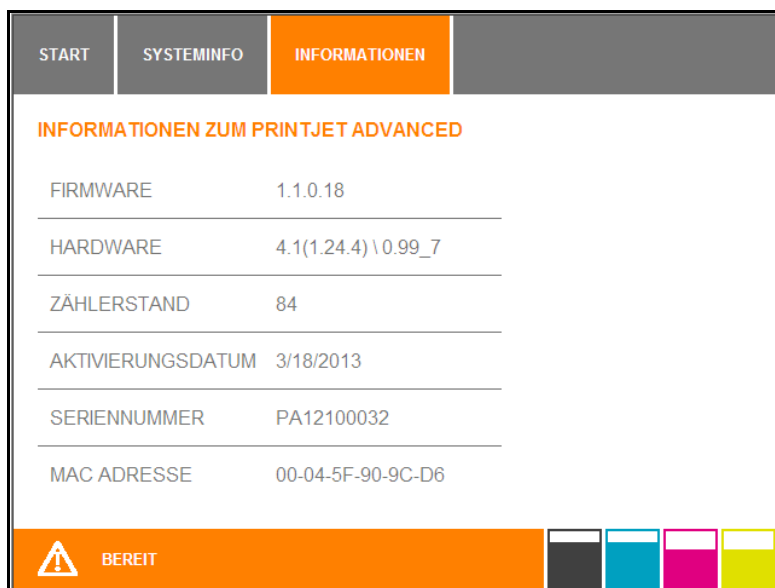 START SYSTEMINFO INFORMATIONEN
INFORMATIONEN ZUM PRINTJET ADVANCED
FIRMWARE 1.1.0.18
HARDWARE 4.1(1.24.4) \ 0.99_7
ZÄHLERSTAND 84
AKTIVIERUNGSDATUM 3/18/2013
SERIENNUMMER PA12100032
MAC ADRESSE 00-04-5F-90-9C-D6
BEREIT